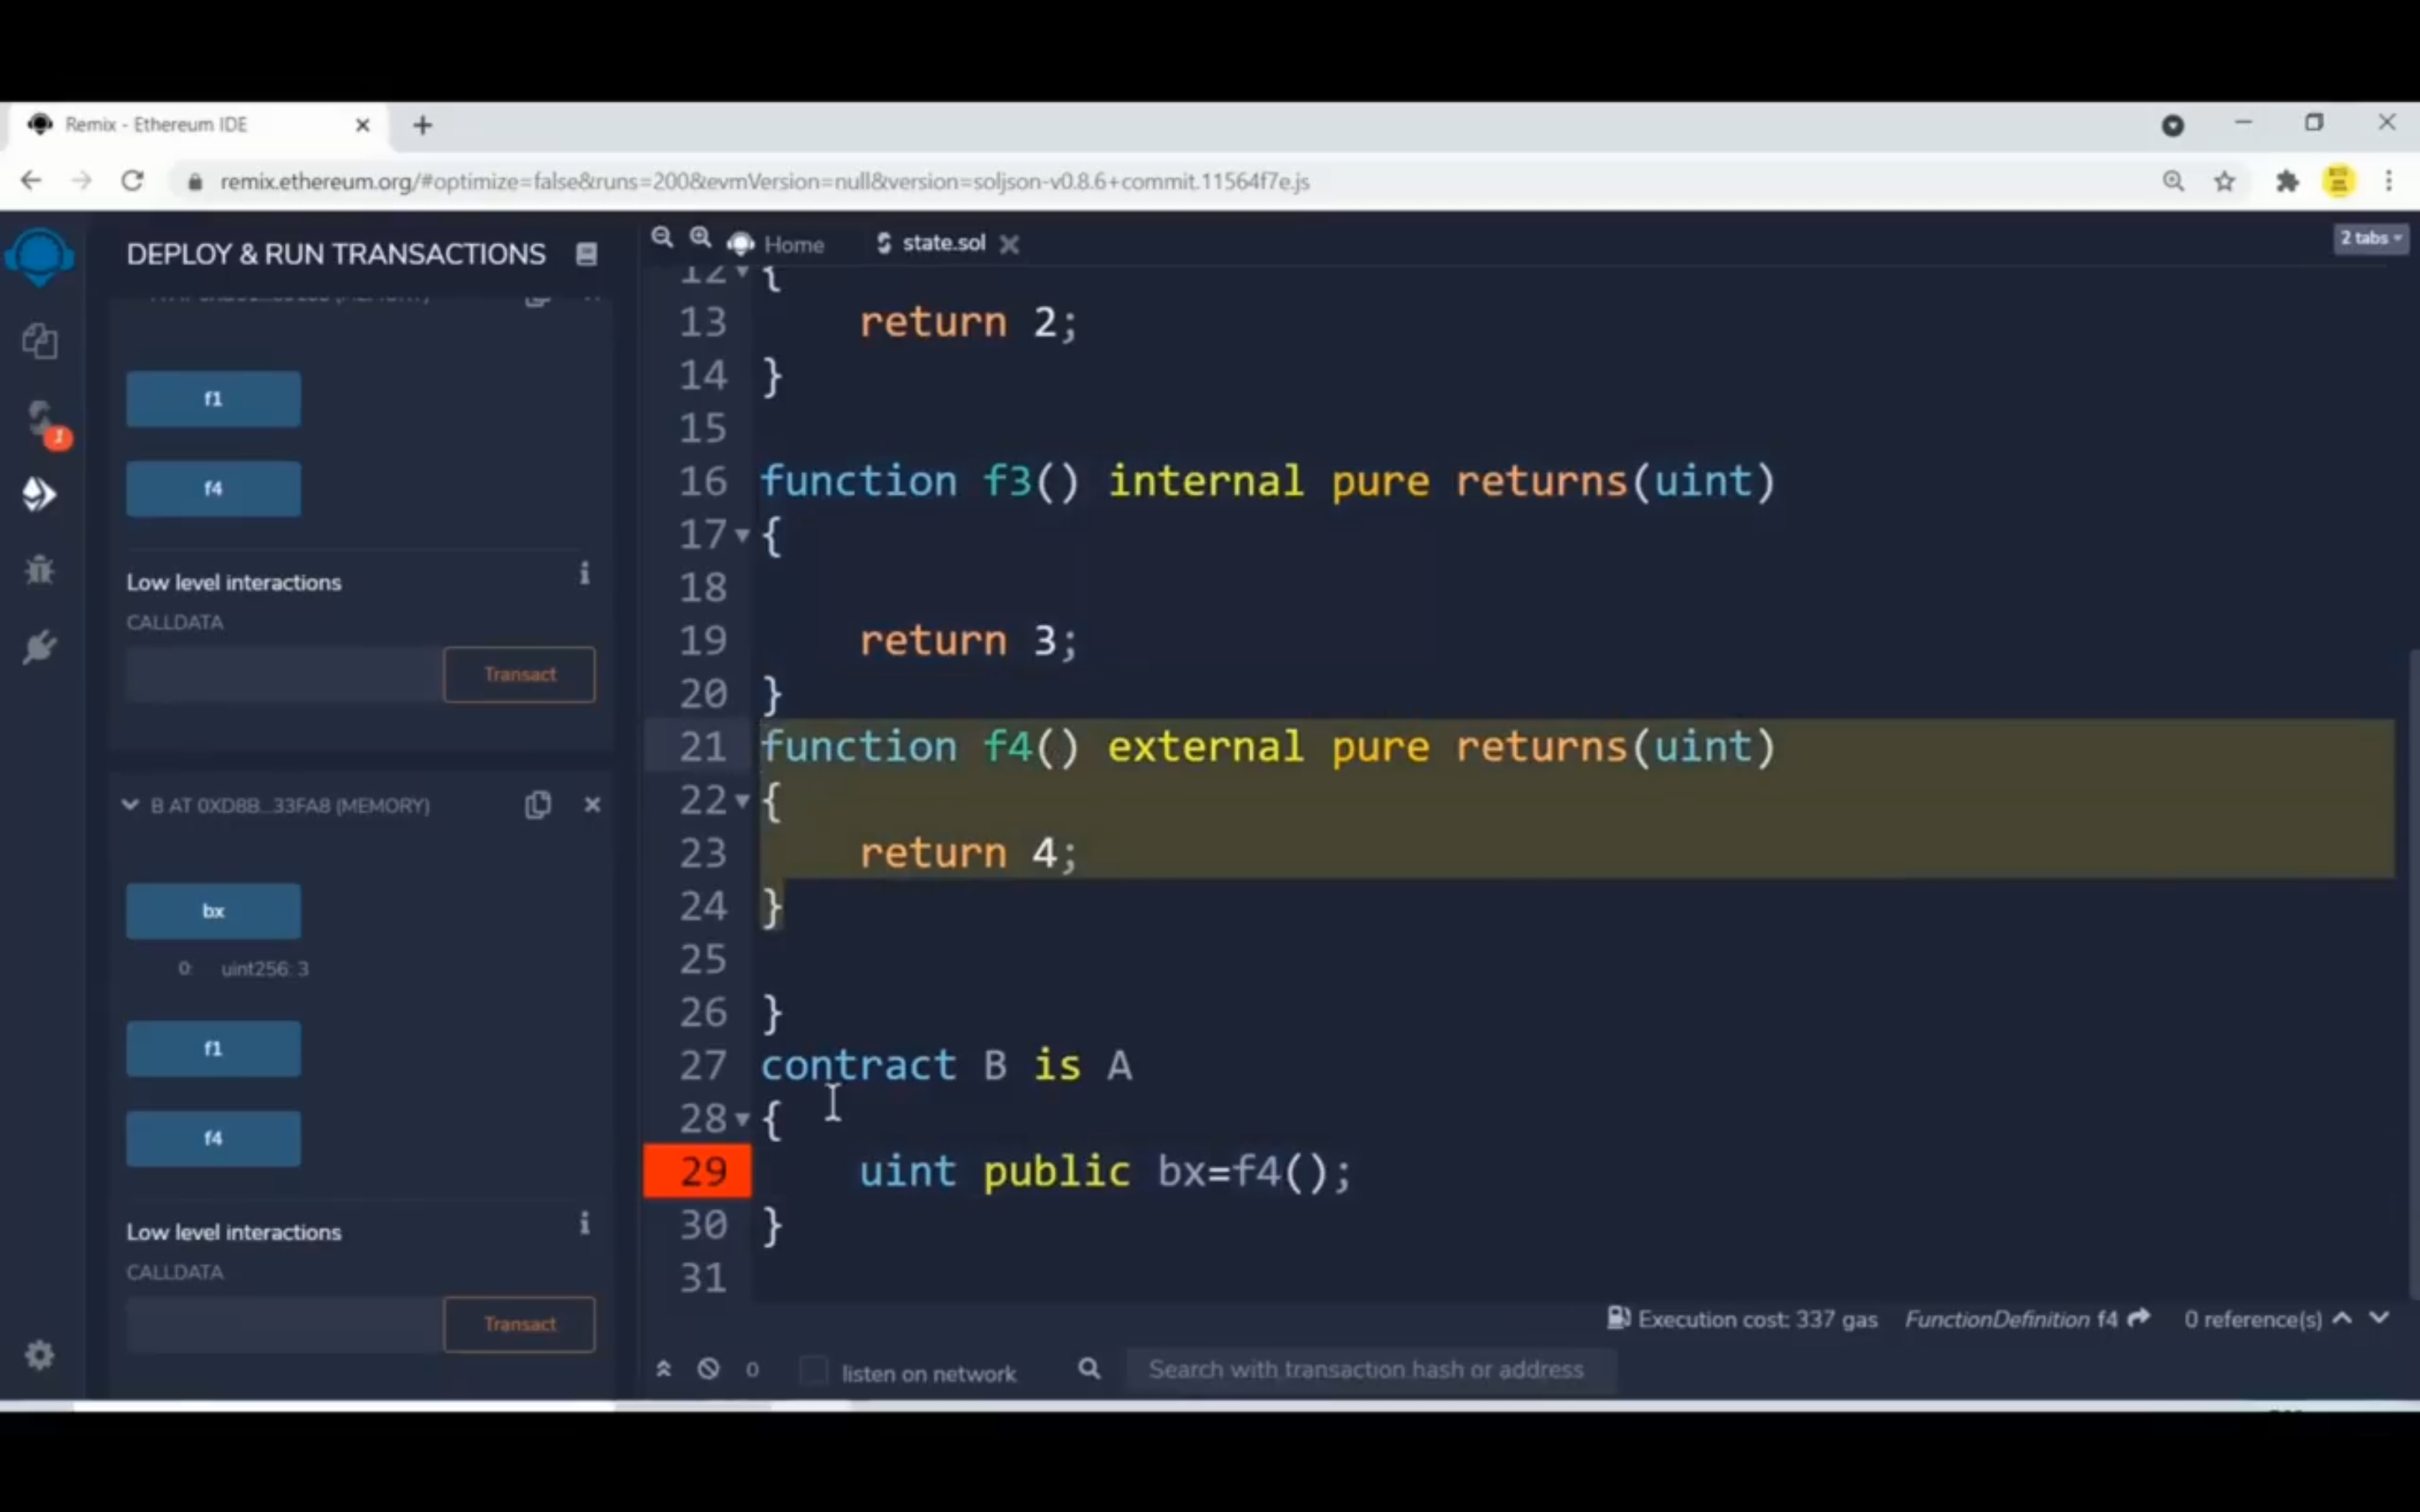 Remix - Ethereum IDE
remix.ethereum.org/#optimize=false&runs=200&evmVersion=null&version=soljson-v0.8.6+commit.11564f7e.js
DEPLOY & RUN TRANSACTIONS
Home
state.sol
2 tabs
f1
f4
Low level interactions
i
CALLDATA
Transact
B AT 0XD8B...33FA8 (MEMORY)
bx
0: uint256: 3
f1
f4
Low level interactions
i
CALLDATA
Transact
12 {
13 return 2;
14 }
15
16 function f3() internal pure returns(uint)
17 {
18
19 return 3;
20 }
21 function f4() external pure returns(uint)
22 {
23 return 4;
24 }
25
26 }
27 contract B is A
28 {
29 uint public bx=f4();
30 }
31
Execution cost: 337 gas FunctionDefinition f4 0 reference(s)
0 listen on network Search with transaction hash or address